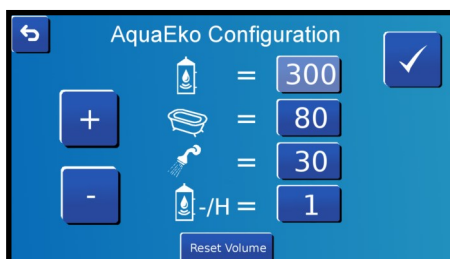 AquaEko Configuration
= 300
+
= 80
= 30
-
-/H = 1
Reset Volume